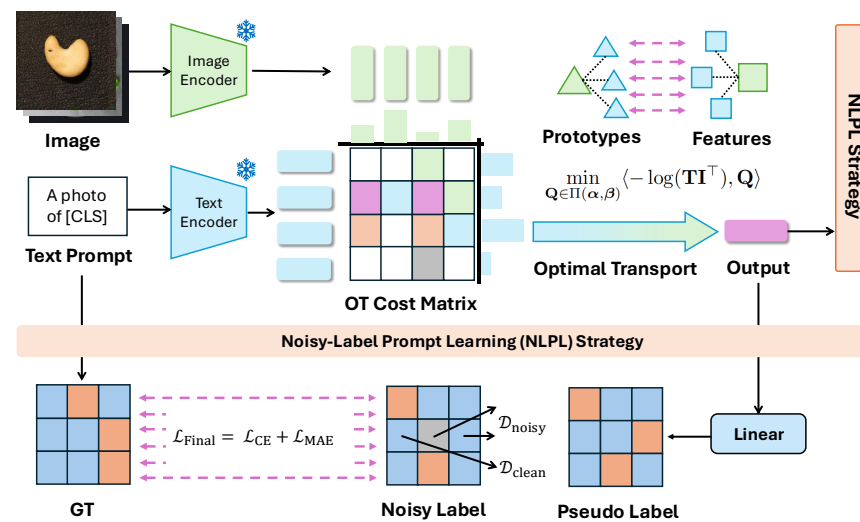 Image
Encoder
Image
Prototypes
Features
NLPL Strategy
A photo
of [CLS]
Text
Encoder
Text Prompt
min
Q∈Π(α,β)
⟨− log(TI⊤), Q⟩
Optimal Transport
Output
OT Cost Matrix
Noisy-Label Prompt Learning (NLPL) Strategy
ℒFinal = ℒCE + ℒMAE
𝒟noisy
𝒟clean
Linear
GT
Noisy Label
Pseudo Label